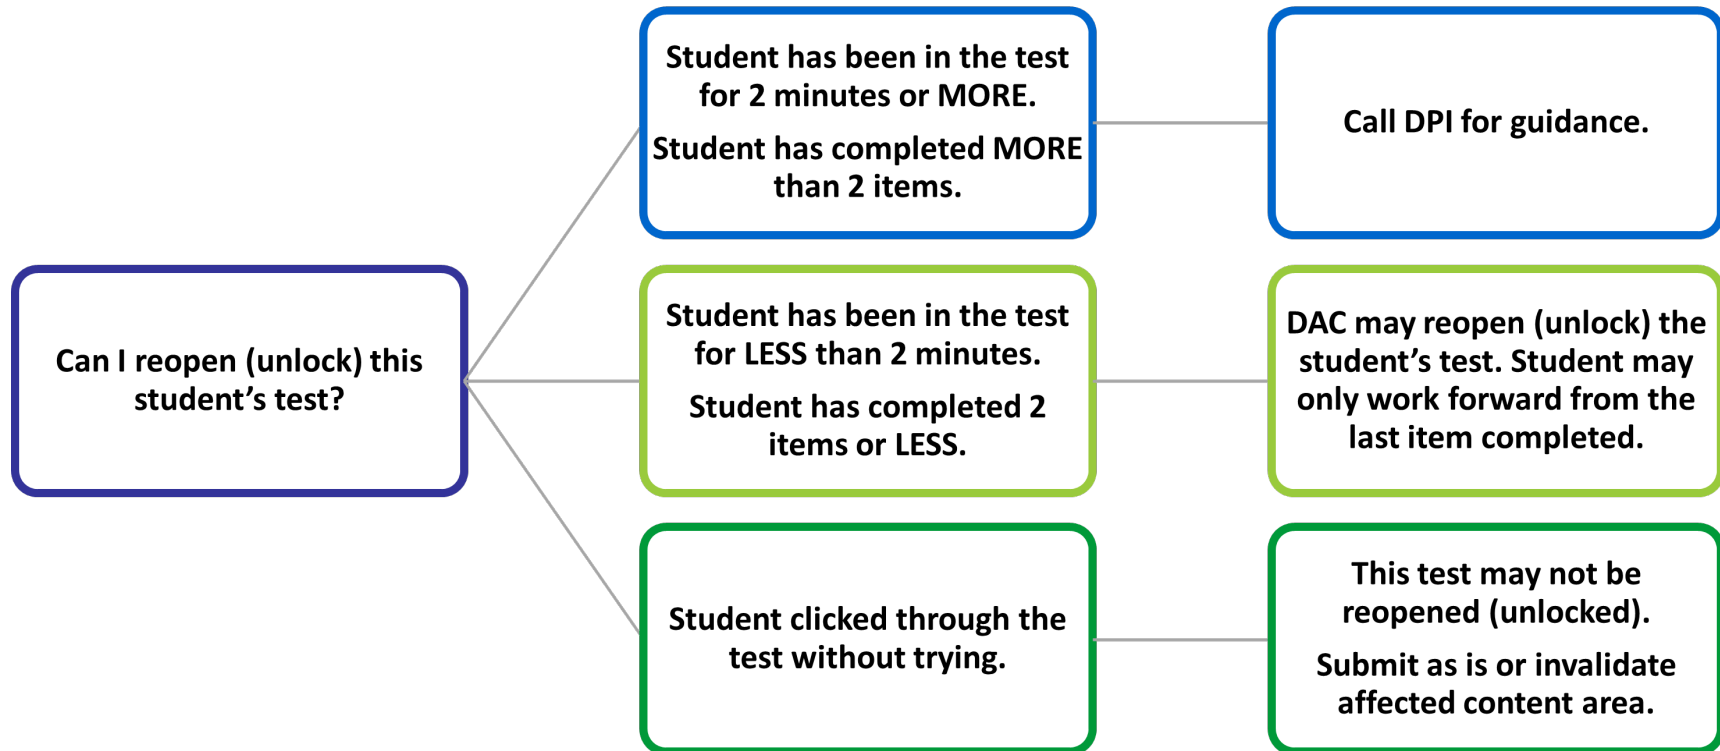 Student has been in the test
for 2 minutes or MORE.
Student has completed MORE
than 2 items.
Call DPI for guidance.
Can I reopen (unlock) this
student’s test?
Student has been in the test
for LESS than 2 minutes.
Student has completed 2
items or LESS.
DAC may reopen (unlock) the
student’s test. Student may
only work forward from the
last item completed.
Student clicked through the
test without trying.
This test may not be
reopened (unlocked).
Submit as is or invalidate
affected content area.